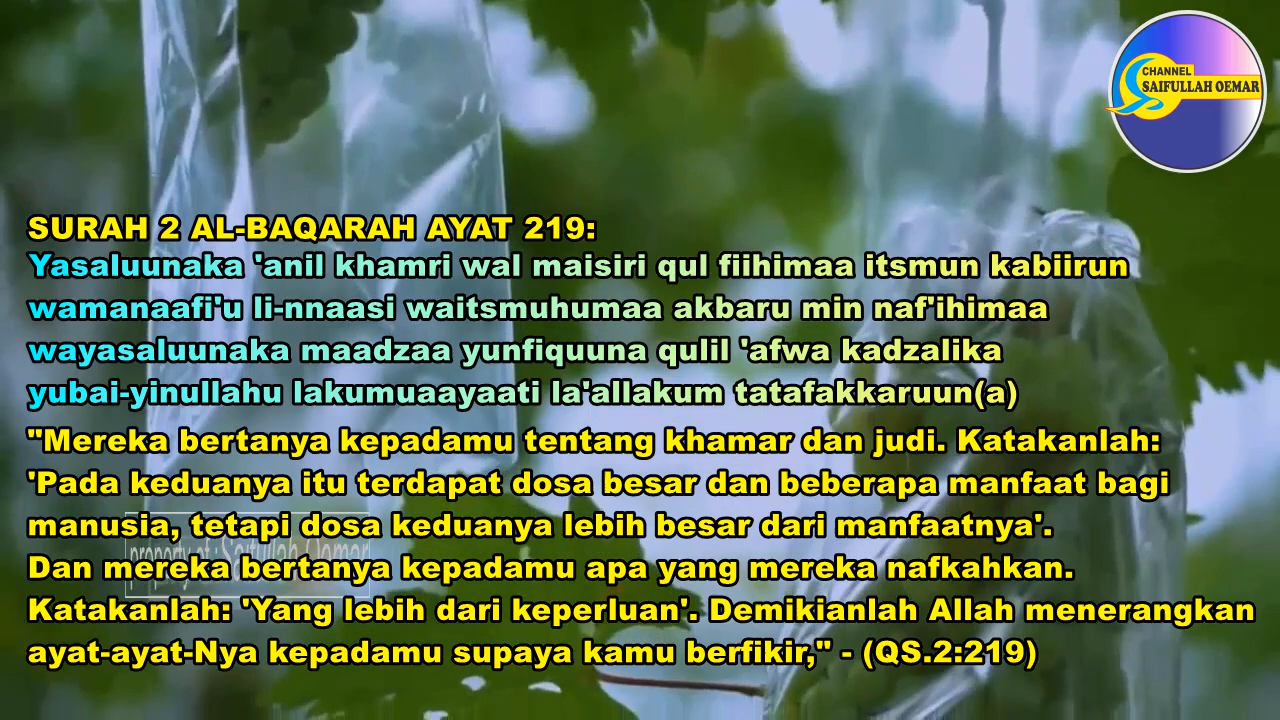 CHANNEL
SAIFULLAH OEMAR
SURAH 2 AL-BAQARAH AYAT 219:
Yasaluunaka 'anil khamri wal maisiri qul fiihimaa itsmun kabiirun
wamanaafi'u li-nnaasi waitsmuhumaa akbaru min naf'ihimaa
wayasaluunaka maadzaa yunfiquuna qulil 'afwa kadzalika
yubai-yinullahu lakumuaayaati la'allakum tatafakkaruun(a)
"Mereka bertanya kepadamu tentang khamar dan judi. Katakanlah:
'Pada keduanya itu terdapat dosa besar dan beberapa manfaat bagi
manusia, tetapi dosa keduanya lebih besar dari manfaatnya'.
property of : Saifullah Oemar
Dan mereka bertanya kepadamu apa yang mereka nafkahkan.
Katakanlah: 'Yang lebih dari keperluan'. Demikianlah Allah menerangkan
ayat-ayat-Nya kepadamu supaya kamu berfikir," - (QS.2:219)